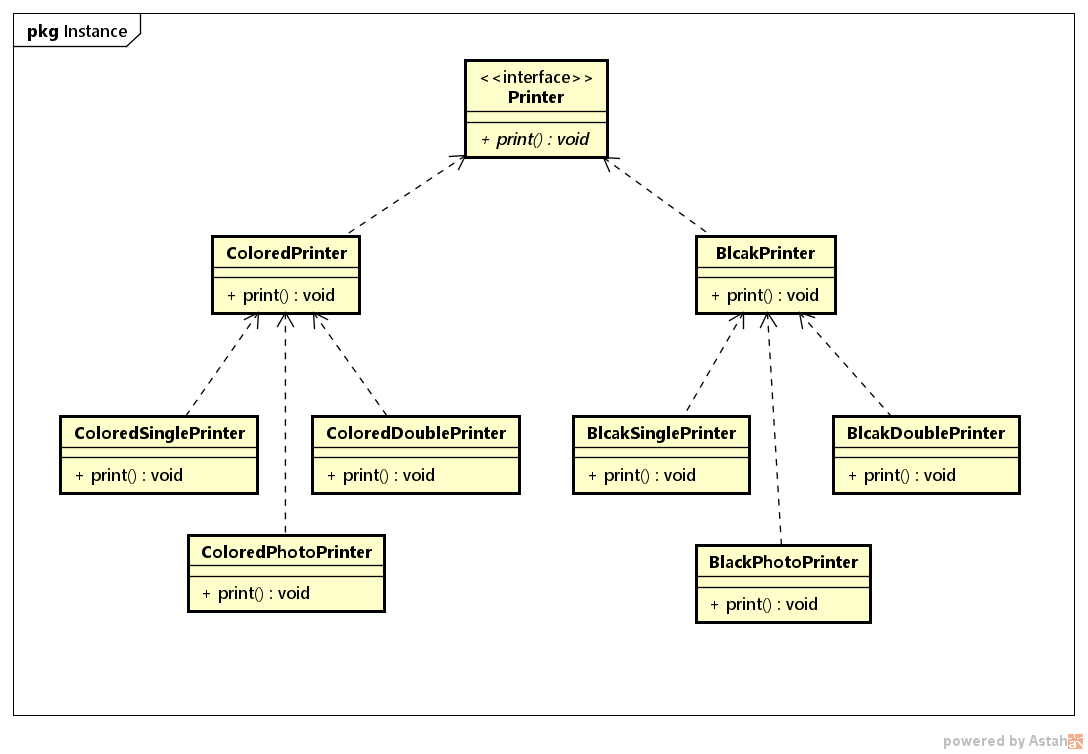 pkg Instance
<<interface>>
Printer
+ print() : void
ColoredPrinter
+ print() : void
BlcakPrinter
+ print() : void
ColoredSinglePrinter
+ print() : void
ColoredDoublePrinter
+ print() : void
BlcakSinglePrinter
+ print() : void
BlcakDoublePrinter
+ print() : void
ColoredPhotoPrinter
+ print() : void
BlackPhotoPrinter
+ print() : void
powered by Astah